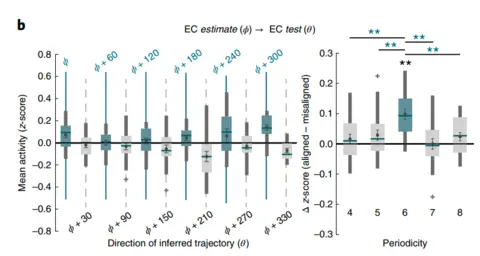 b
EC estimate (ϕ) → EC test (θ)
ϕ
ϕ + 60
ϕ + 120
ϕ + 180
ϕ + 240
ϕ + 300
Mean activity (z-score)
0.8
0.6
0.4
0.2
0.0
−0.2
−0.4
−0.6
−0.8
ϕ + 30
ϕ + 90
ϕ + 150
ϕ + 210
ϕ + 270
ϕ + 330
Direction of inferred trajectory (θ)
**
** **
** **
**
Δ z-score (aligned − misaligned)
0.3
0.2
0.1
0.0
−0.1
−0.2
−0.3
4 5 6 7 8
Periodicity